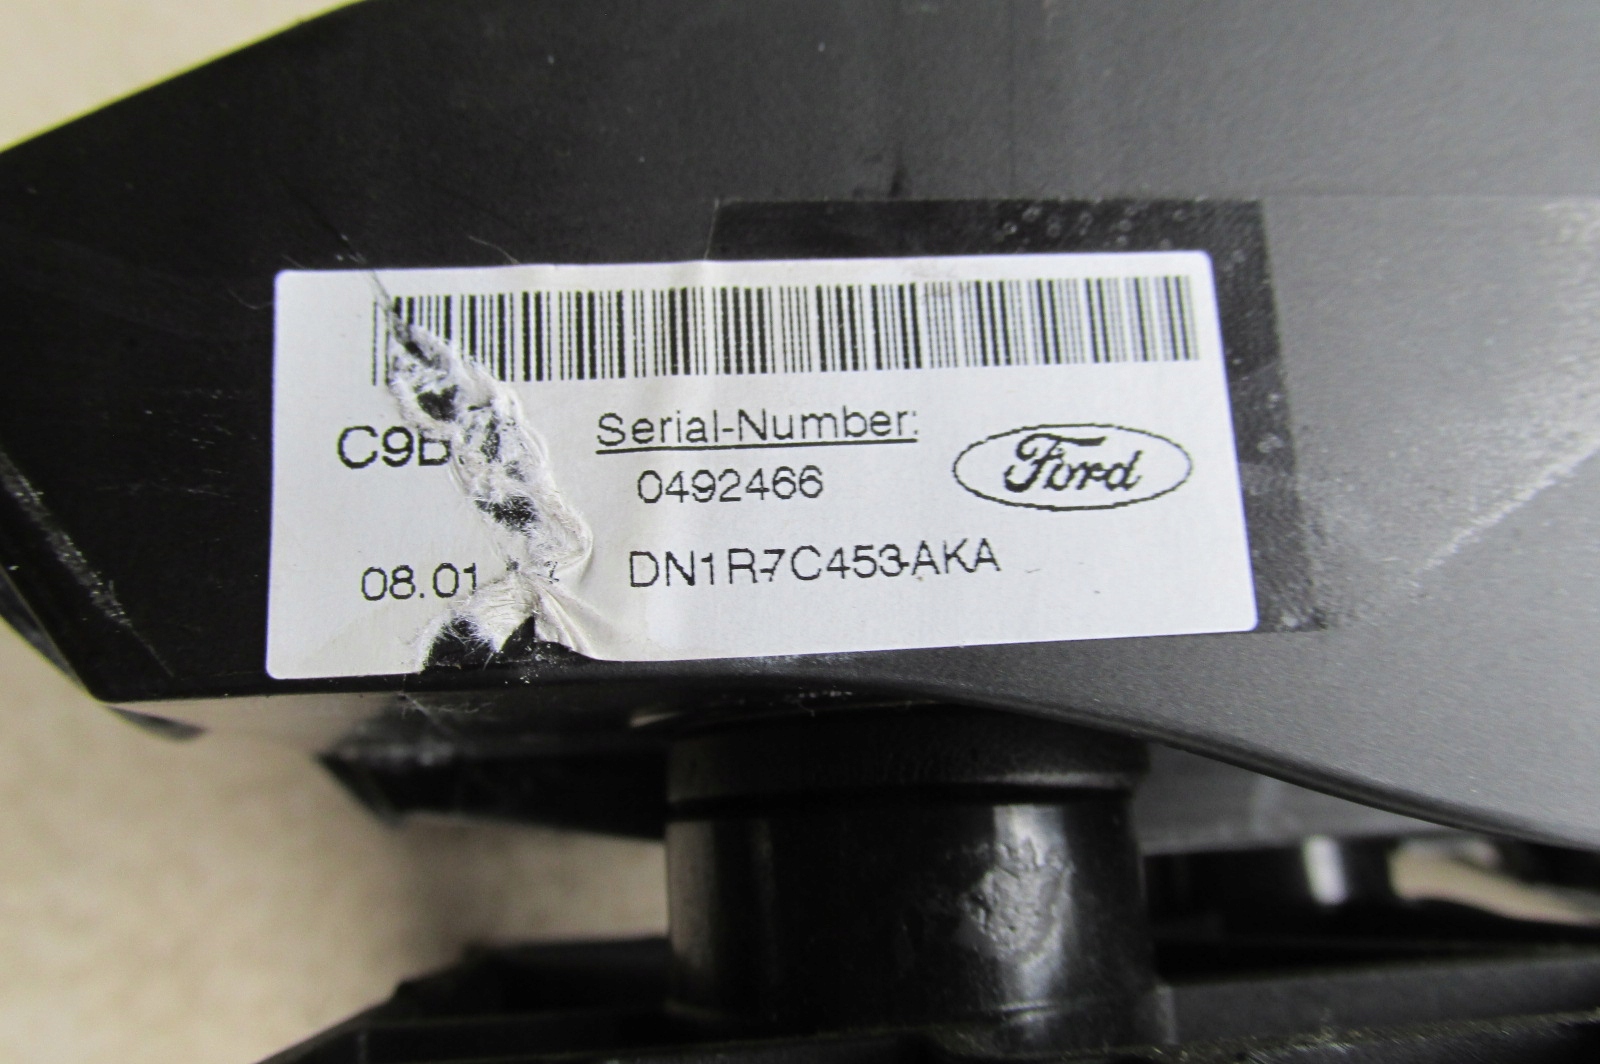 Serial-Number:
C9B
0492466
Ford
08.01
DN1R-7C453-AKA